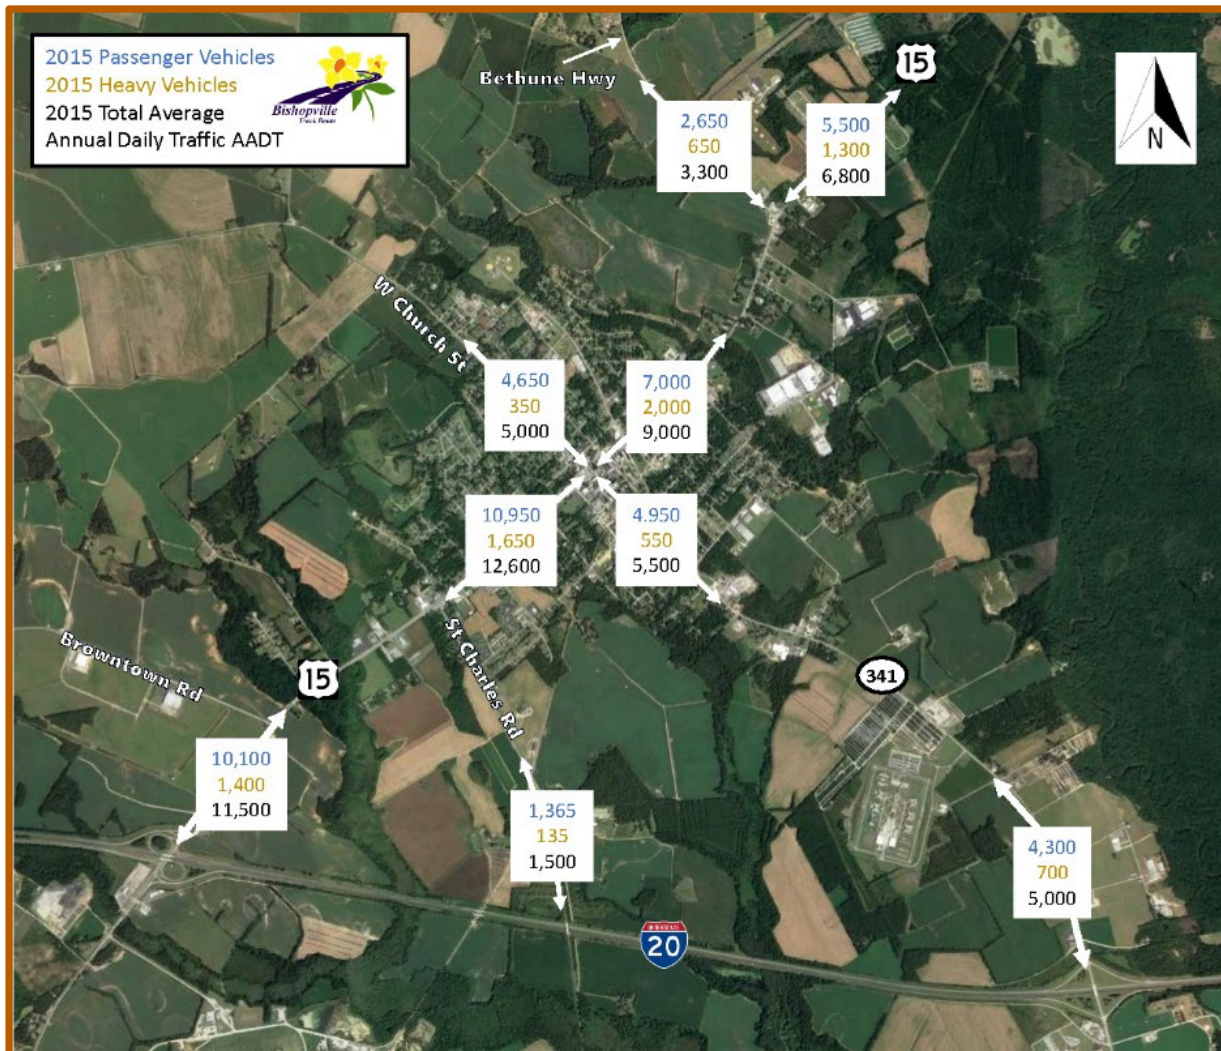 2015 Passenger Vehicles
2015 Heavy Vehicles
2015 Total Average
Annual Daily Traffic AADT
Bishopville
Truck Route
Bethune Hwy
15
N
2,650
650
3,300
5,500
1,300
6,800
W Church St
4,650
350
5,000
7,000
2,000
9,000
10,950
1,650
12,600
4.950
550
5,500
St Charles Rd
Browntown Rd
15
341
10,100
1,400
11,500
1,365
135
1,500
4,300
700
5,000
INTERSTATE
20